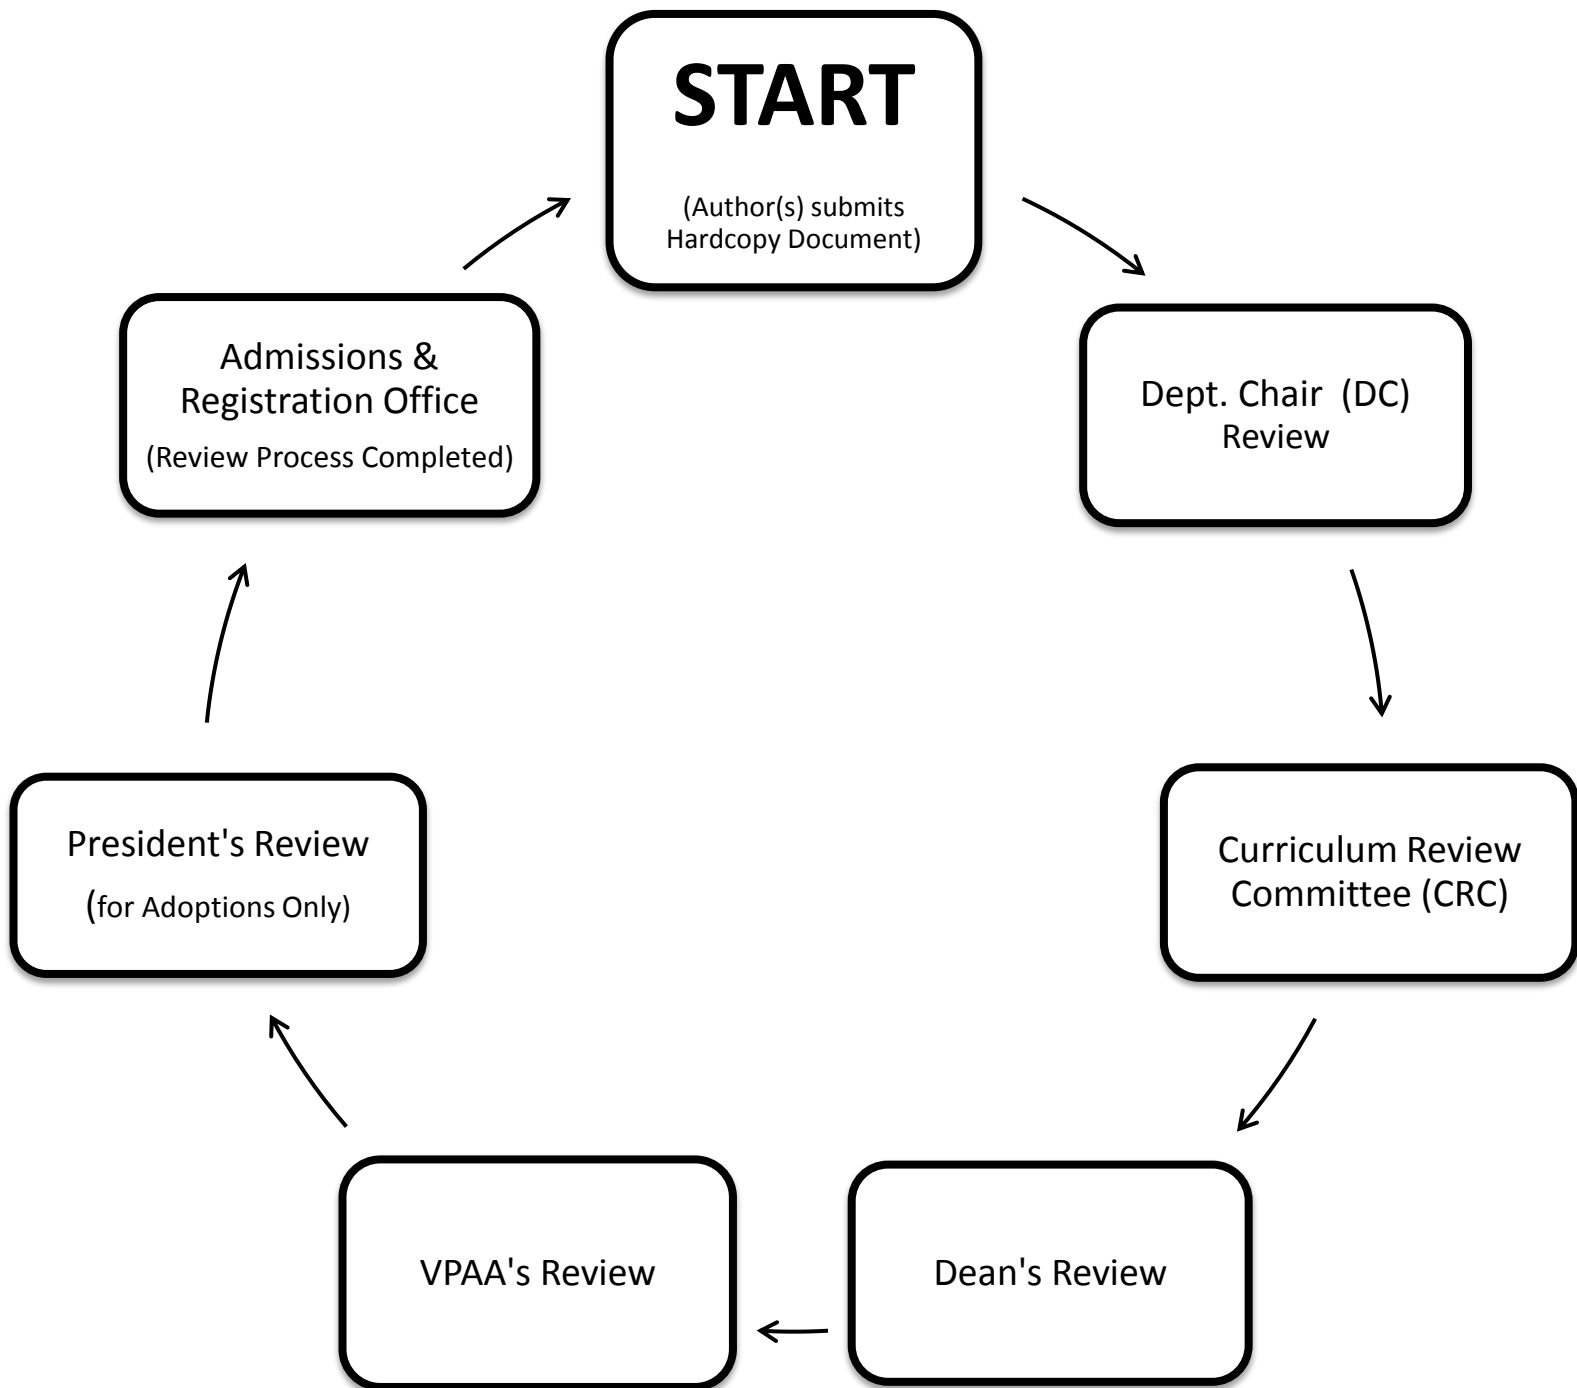 START
(Author(s) submits
Hardcopy Document)
Dept. Chair  (DC)
Review
Curriculum Review
Committee (CRC)
Dean's Review
VPAA's Review
President's Review
(for Adoptions Only)
Admissions &
Registration Office
(Review Process Completed)